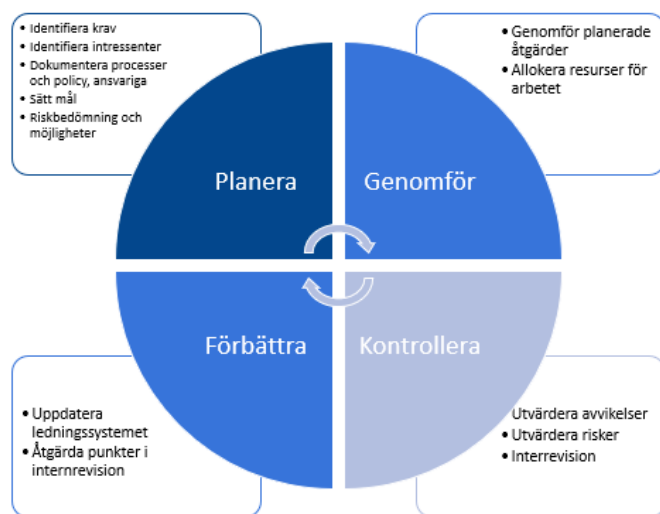 • Identifiera krav
• Identifiera intressenter
• Dokumentera processer
och policy, ansvariga
• Sätt mål
• Riskbedömning och
möjligheter
• Genomför planerade
åtgärder
• Allokera resurser för
arbetet
Planera
Genomför
Förbättra
Kontrollera
• Uppdatera
ledningssystemet
• Åtgärda punkter i
internrevision
Utvärdera avvikelser
• Utvärdera risker
• Interrevision